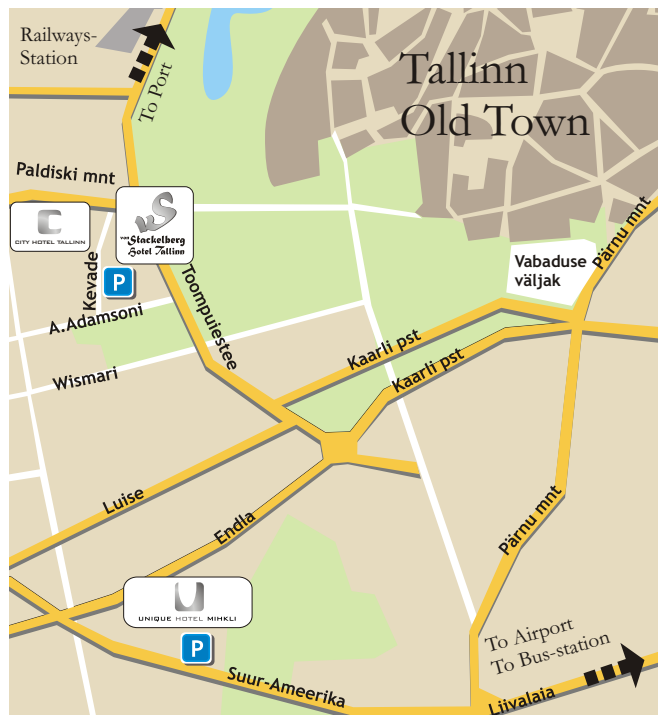 Railways-
Station
To Port
Tallinn
Old Town
Paldiski mnt
C
CITY HOTEL TALLINN
vS
von Stackelberg
Hotel Tallinn
Kevade
P
A.Adamsoni
Wismari
Toompuiestee
Vabaduse
väljak
Pärnu mnt
Kaarli pst
Kaarli pst
Luise
Endla
Pärnu mnt
U
UNIQUE HOTEL MIHKLI
P
Suur-Ameerika
To Airport
To Bus-station
Liivalaia